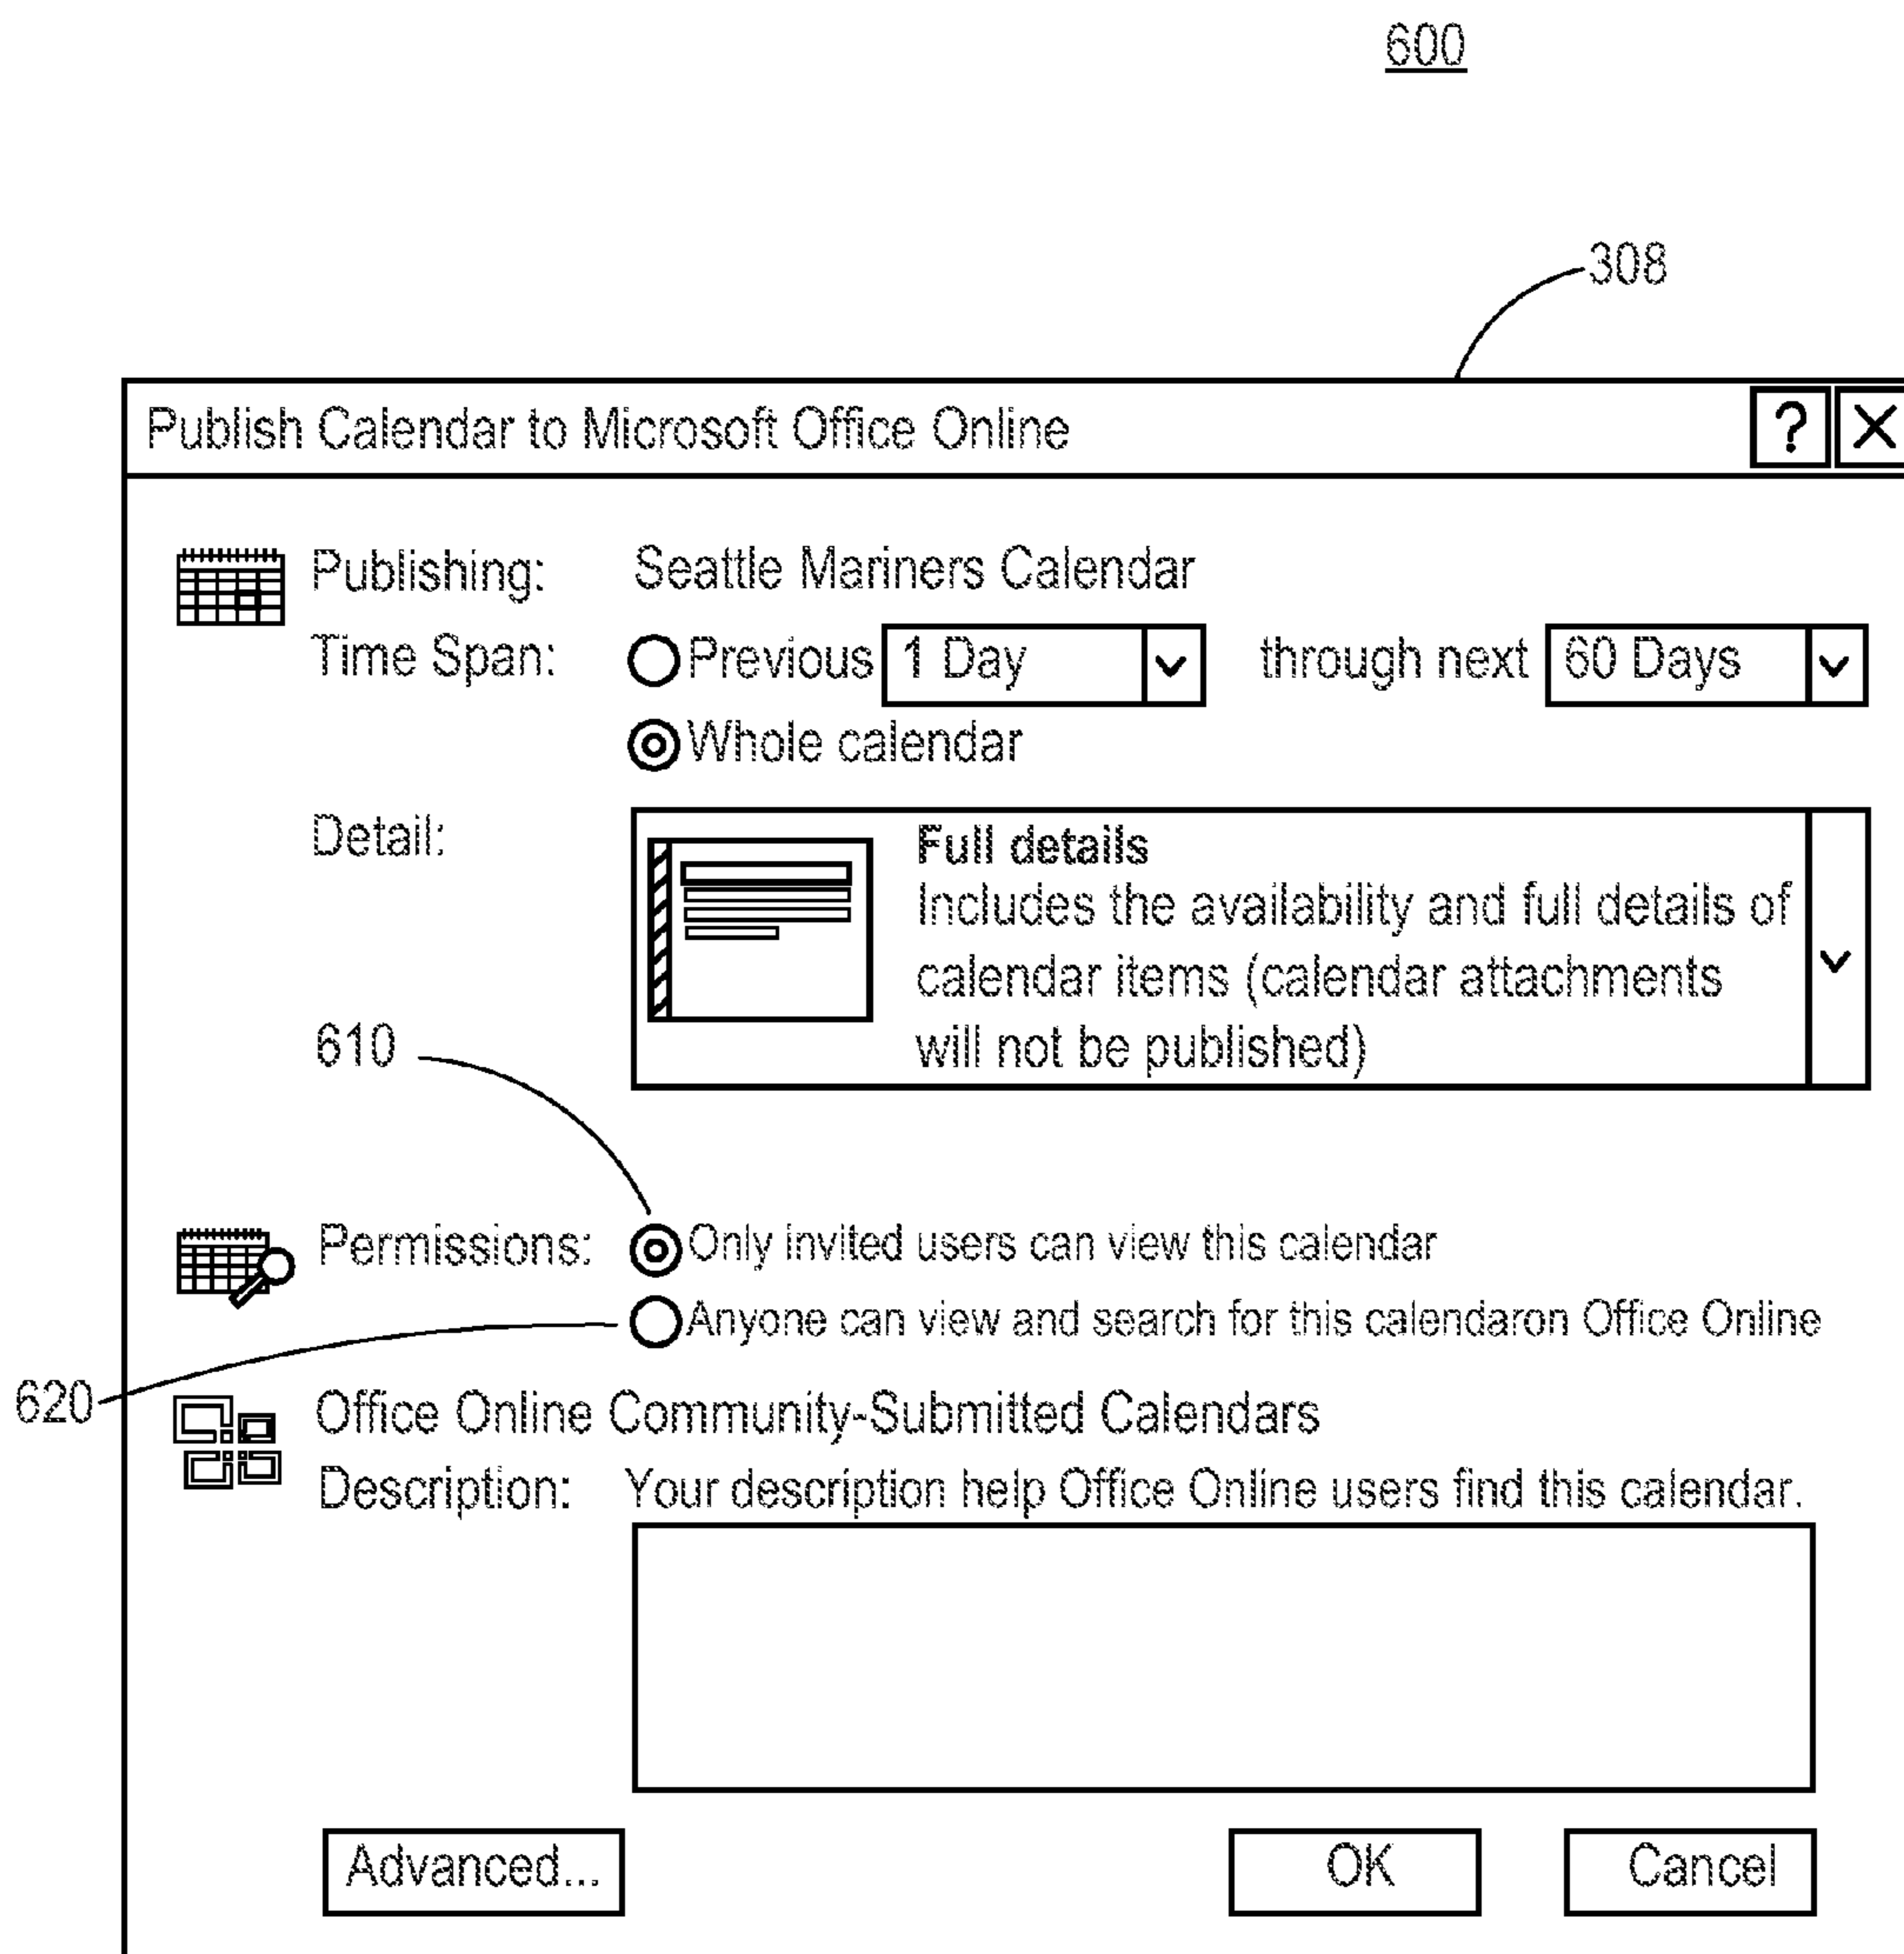 600
308
Publish Calendar to Microsoft Office Online ? X
Publishing: Seattle Mariners Calendar
Time Span: Previous 1 Day through next 60 Days
Whole calendar
Detail: Full details
Includes the availability and full details of
calendar items (calendar attachments
will not be published)
610
Permissions: Only invited users can view this calendar
Anyone can view and search for this calendaron Office Online
620
Office Online Community-Submitted Calendars
Description: Your description help Office Online users find this calendar.
Advanced... OK Cancel